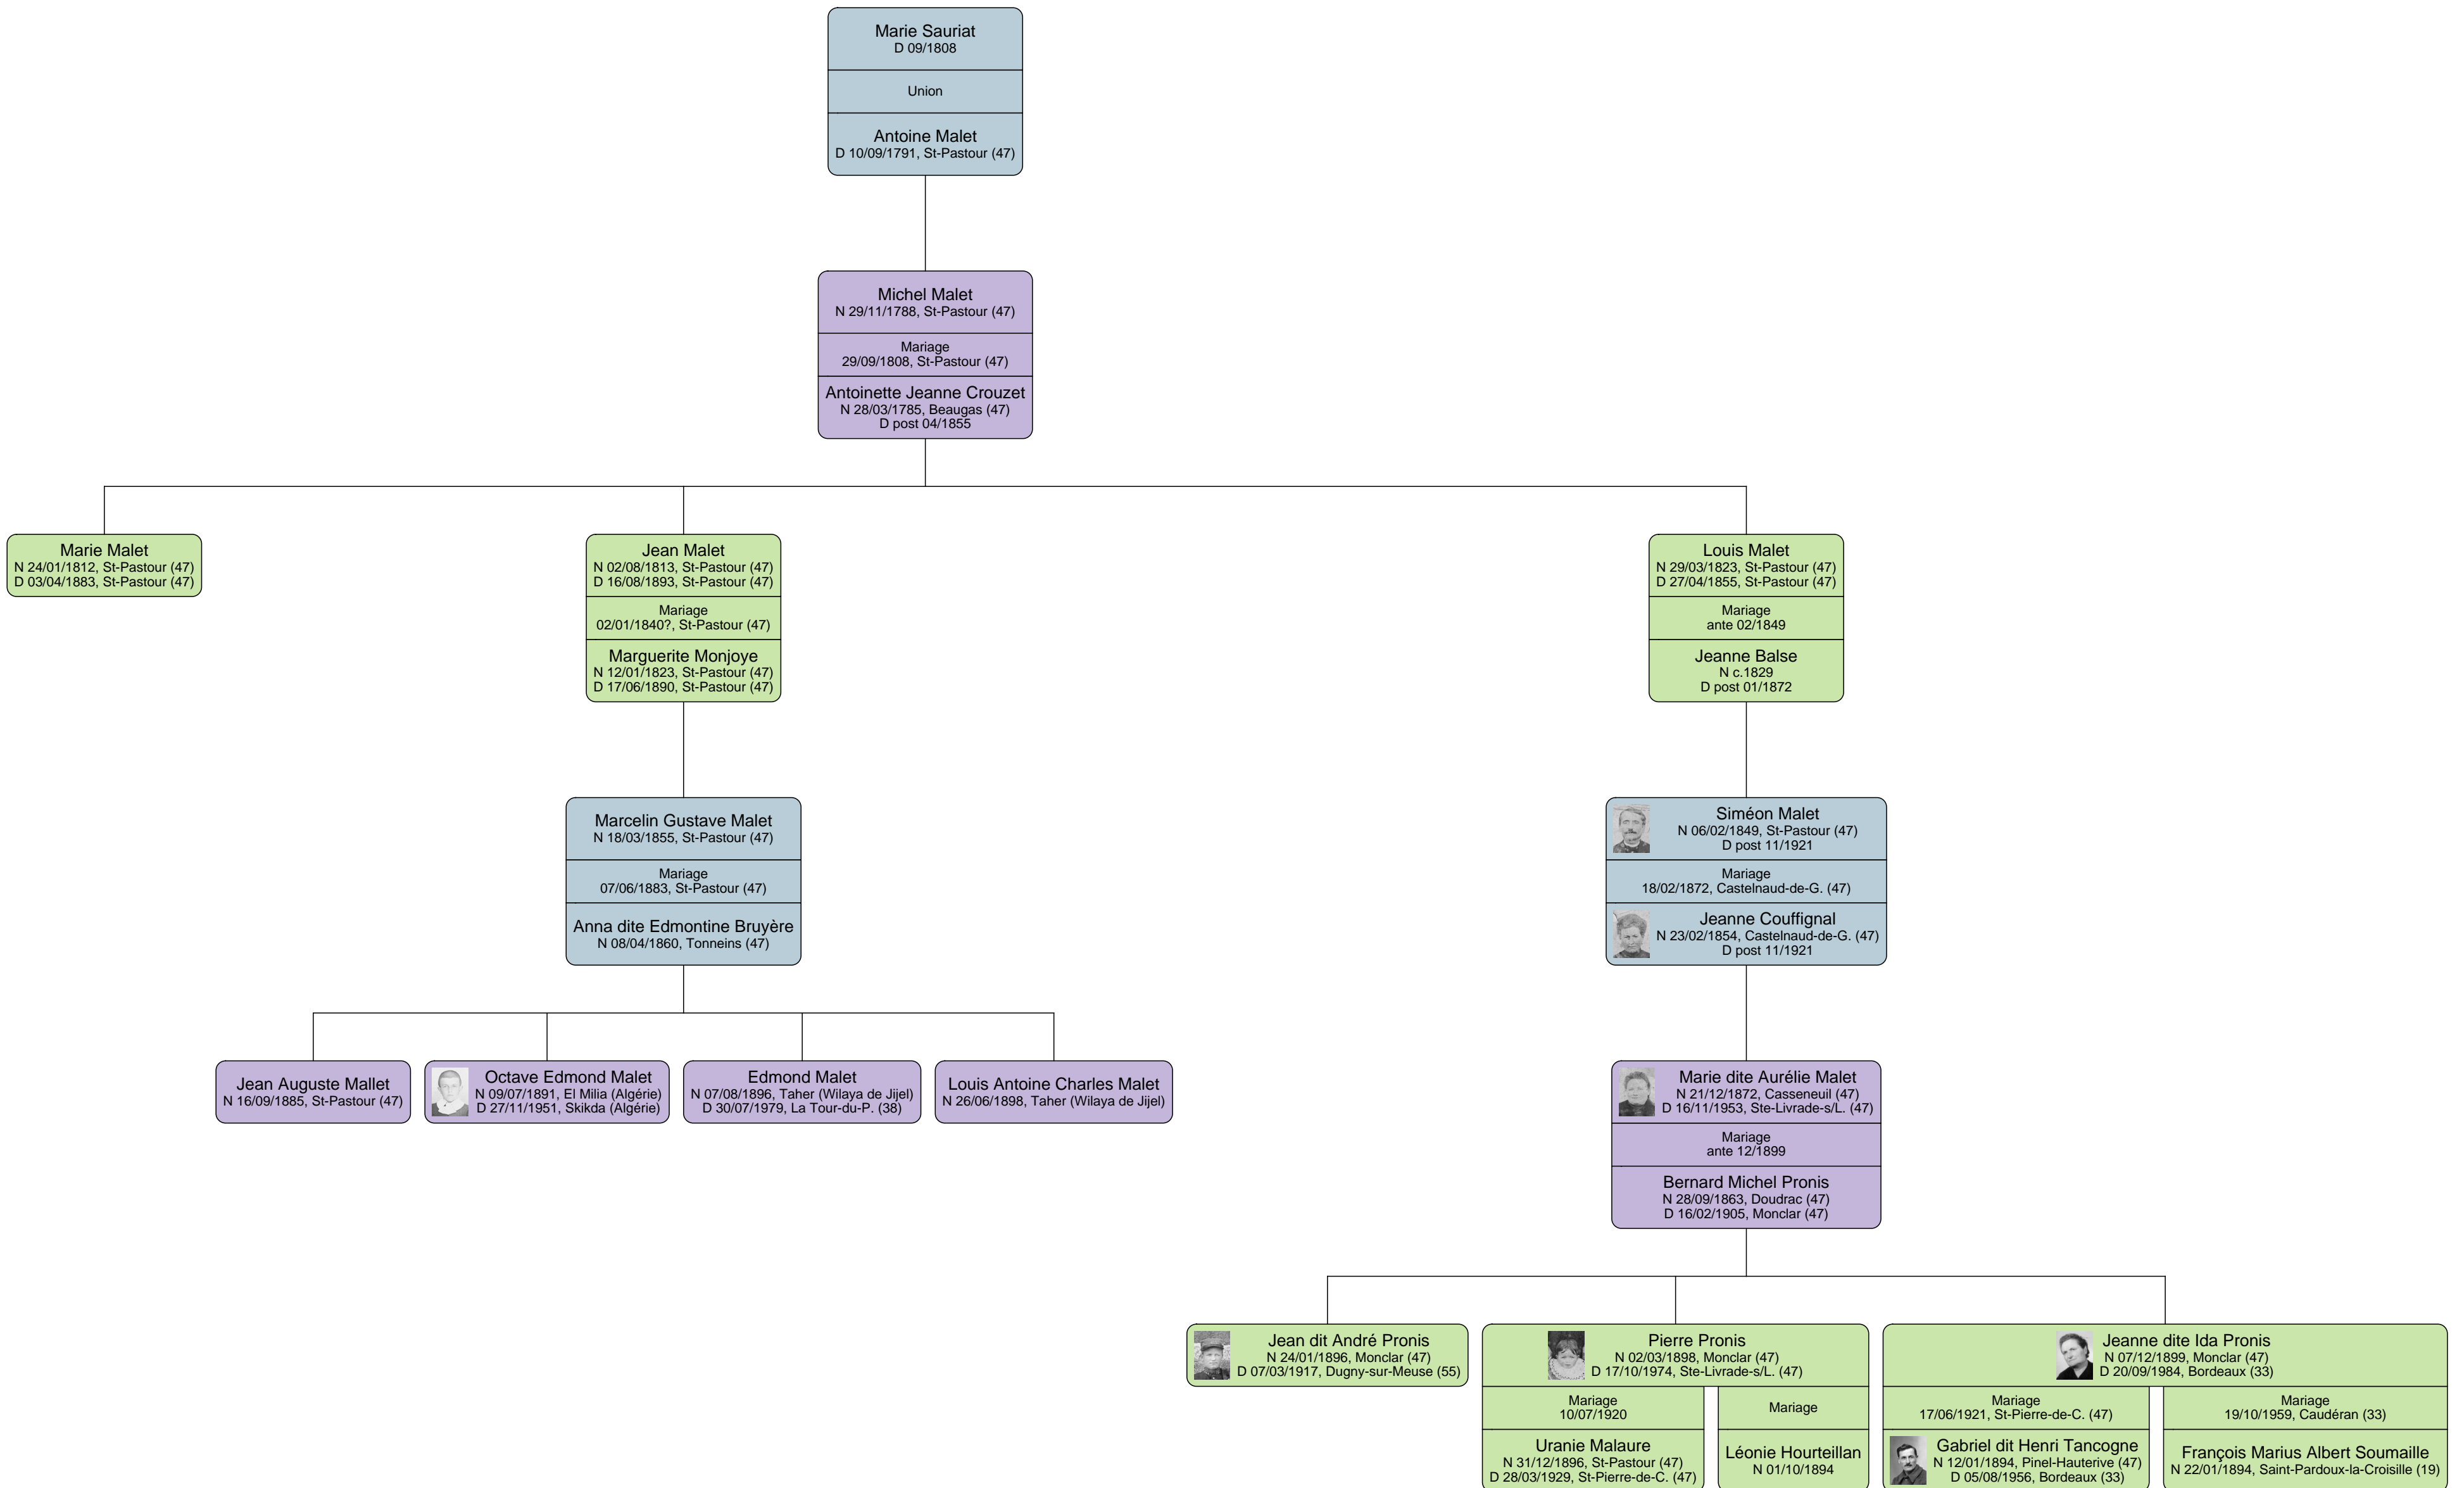 Marie Sauriat
D 09/1808
Union
Antoine Malet
D 10/09/1791, St-Pastour (47)
Michel Malet
N 29/11/1788, St-Pastour (47)
Mariage
29/09/1808, St-Pastour (47)
Antoinette Jeanne Crouzet
N 28/03/1785, Beaugas (47)
D post 04/1855
Marie Malet
N 24/01/1812, St-Pastour (47)
D 03/04/1883, St-Pastour (47)
Jean Malet
N 02/08/1813, St-Pastour (47)
D 16/08/1893, St-Pastour (47)
Mariage
02/01/1840?, St-Pastour (47)
Marguerite Monjoye
N 12/01/1823, St-Pastour (47)
D 17/06/1890, St-Pastour (47)
Louis Malet
N 29/03/1823, St-Pastour (47)
D 27/04/1855, St-Pastour (47)
Mariage
ante 02/1849
Jeanne Balse
N c.1829
D post 01/1872
Marcelin Gustave Malet
N 18/03/1855, St-Pastour (47)
Mariage
07/06/1883, St-Pastour (47)
Anna dite Edmontine Bruyère
N 08/04/1860, Tonneins (47)
Siméon Malet
N 06/02/1849, St-Pastour (47)
D post 11/1921
Mariage
18/02/1872, Castelnaud-de-G. (47)
Jeanne Couffignal
N 23/02/1854, Castelnaud-de-G. (47)
D post 11/1921
Jean Auguste Mallet
N 16/09/1885, St-Pastour (47)
Octave Edmond Malet
N 09/07/1891, El Milia (Algérie)
D 27/11/1951, Skikda (Algérie)
Edmond Malet
N 07/08/1896, Taher (Wilaya de Jijel)
D 30/07/1979, La Tour-du-P. (38)
Louis Antoine Charles Malet
N 26/06/1898, Taher (Wilaya de Jijel)
Marie dite Aurélie Malet
N 21/12/1872, Casseneuil (47)
D 16/11/1953, Ste-Livrade-s/L. (47)
Mariage
ante 12/1899
Bernard Michel Pronis
N 28/09/1863, Doudrac (47)
D 16/02/1905, Monclar (47)
Jean dit André Pronis
N 24/01/1896, Monclar (47)
D 07/03/1917, Dugny-sur-Meuse (55)
Pierre Pronis
N 02/03/1898, Monclar (47)
D 17/10/1974, Ste-Livrade-s/L. (47)
Mariage
10/07/1920
Uranie Malaure
N 31/12/1896, St-Pastour (47)
D 28/03/1929, St-Pierre-de-C. (47)
Mariage
Léonie Hourteillan
N 01/10/1894
Jeanne dite Ida Pronis
N 07/12/1899, Monclar (47)
D 20/09/1984, Bordeaux (33)
Mariage
17/06/1921, St-Pierre-de-C. (47)
Gabriel dit Henri Tancogne
N 12/01/1894, Pinel-Hauterive (47)
D 05/08/1956, Bordeaux (33)
Mariage
19/10/1959, Caudéran (33)
François Marius Albert Soumaille
N 22/01/1894, Saint-Pardoux-la-Croisille (19)